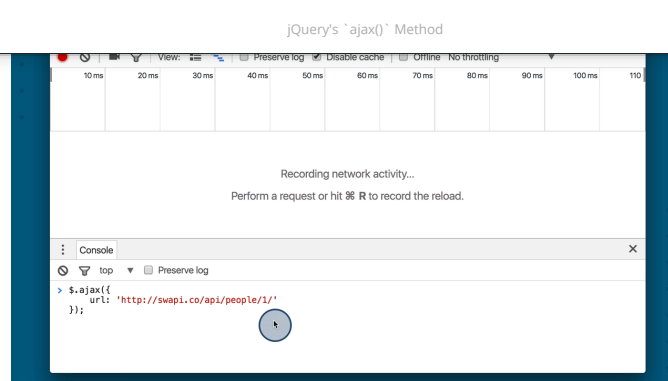 jQuery's `ajax()` Method
View: Preserve log Disable cache Offline No throttling
10 ms 20 ms 30 ms 40 ms 50 ms 60 ms 70 ms 80 ms 90 ms 100 ms 110
Recording network activity...
Perform a request or hit ⌘ R to record the reload.
Console
top Preserve log
> $.ajax({
url: 'http://swapi.co/api/people/1/'
});